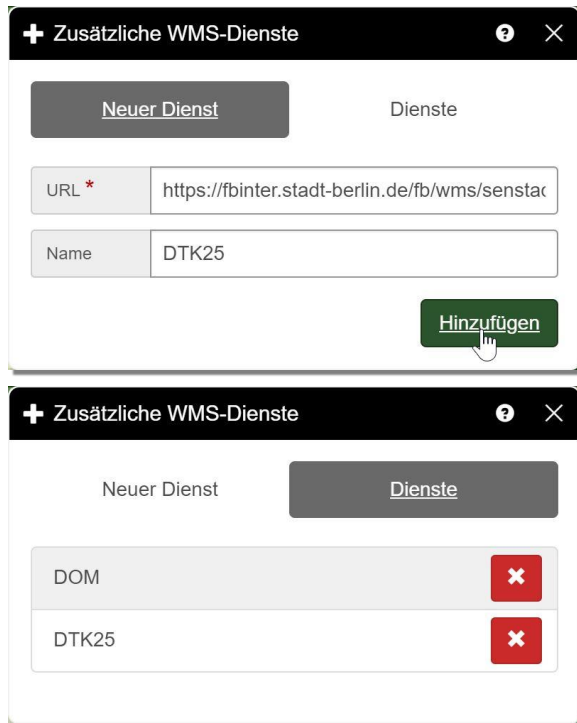 Zusätzliche WMS-Dienste
Neuer Dienst Dienste
URL * https://fbinter.stadt-berlin.de/fb/wms/senstad
Name DTK25
Hinzufügen
Zusätzliche WMS-Dienste
Neuer Dienst Dienste
DOM
DTK25